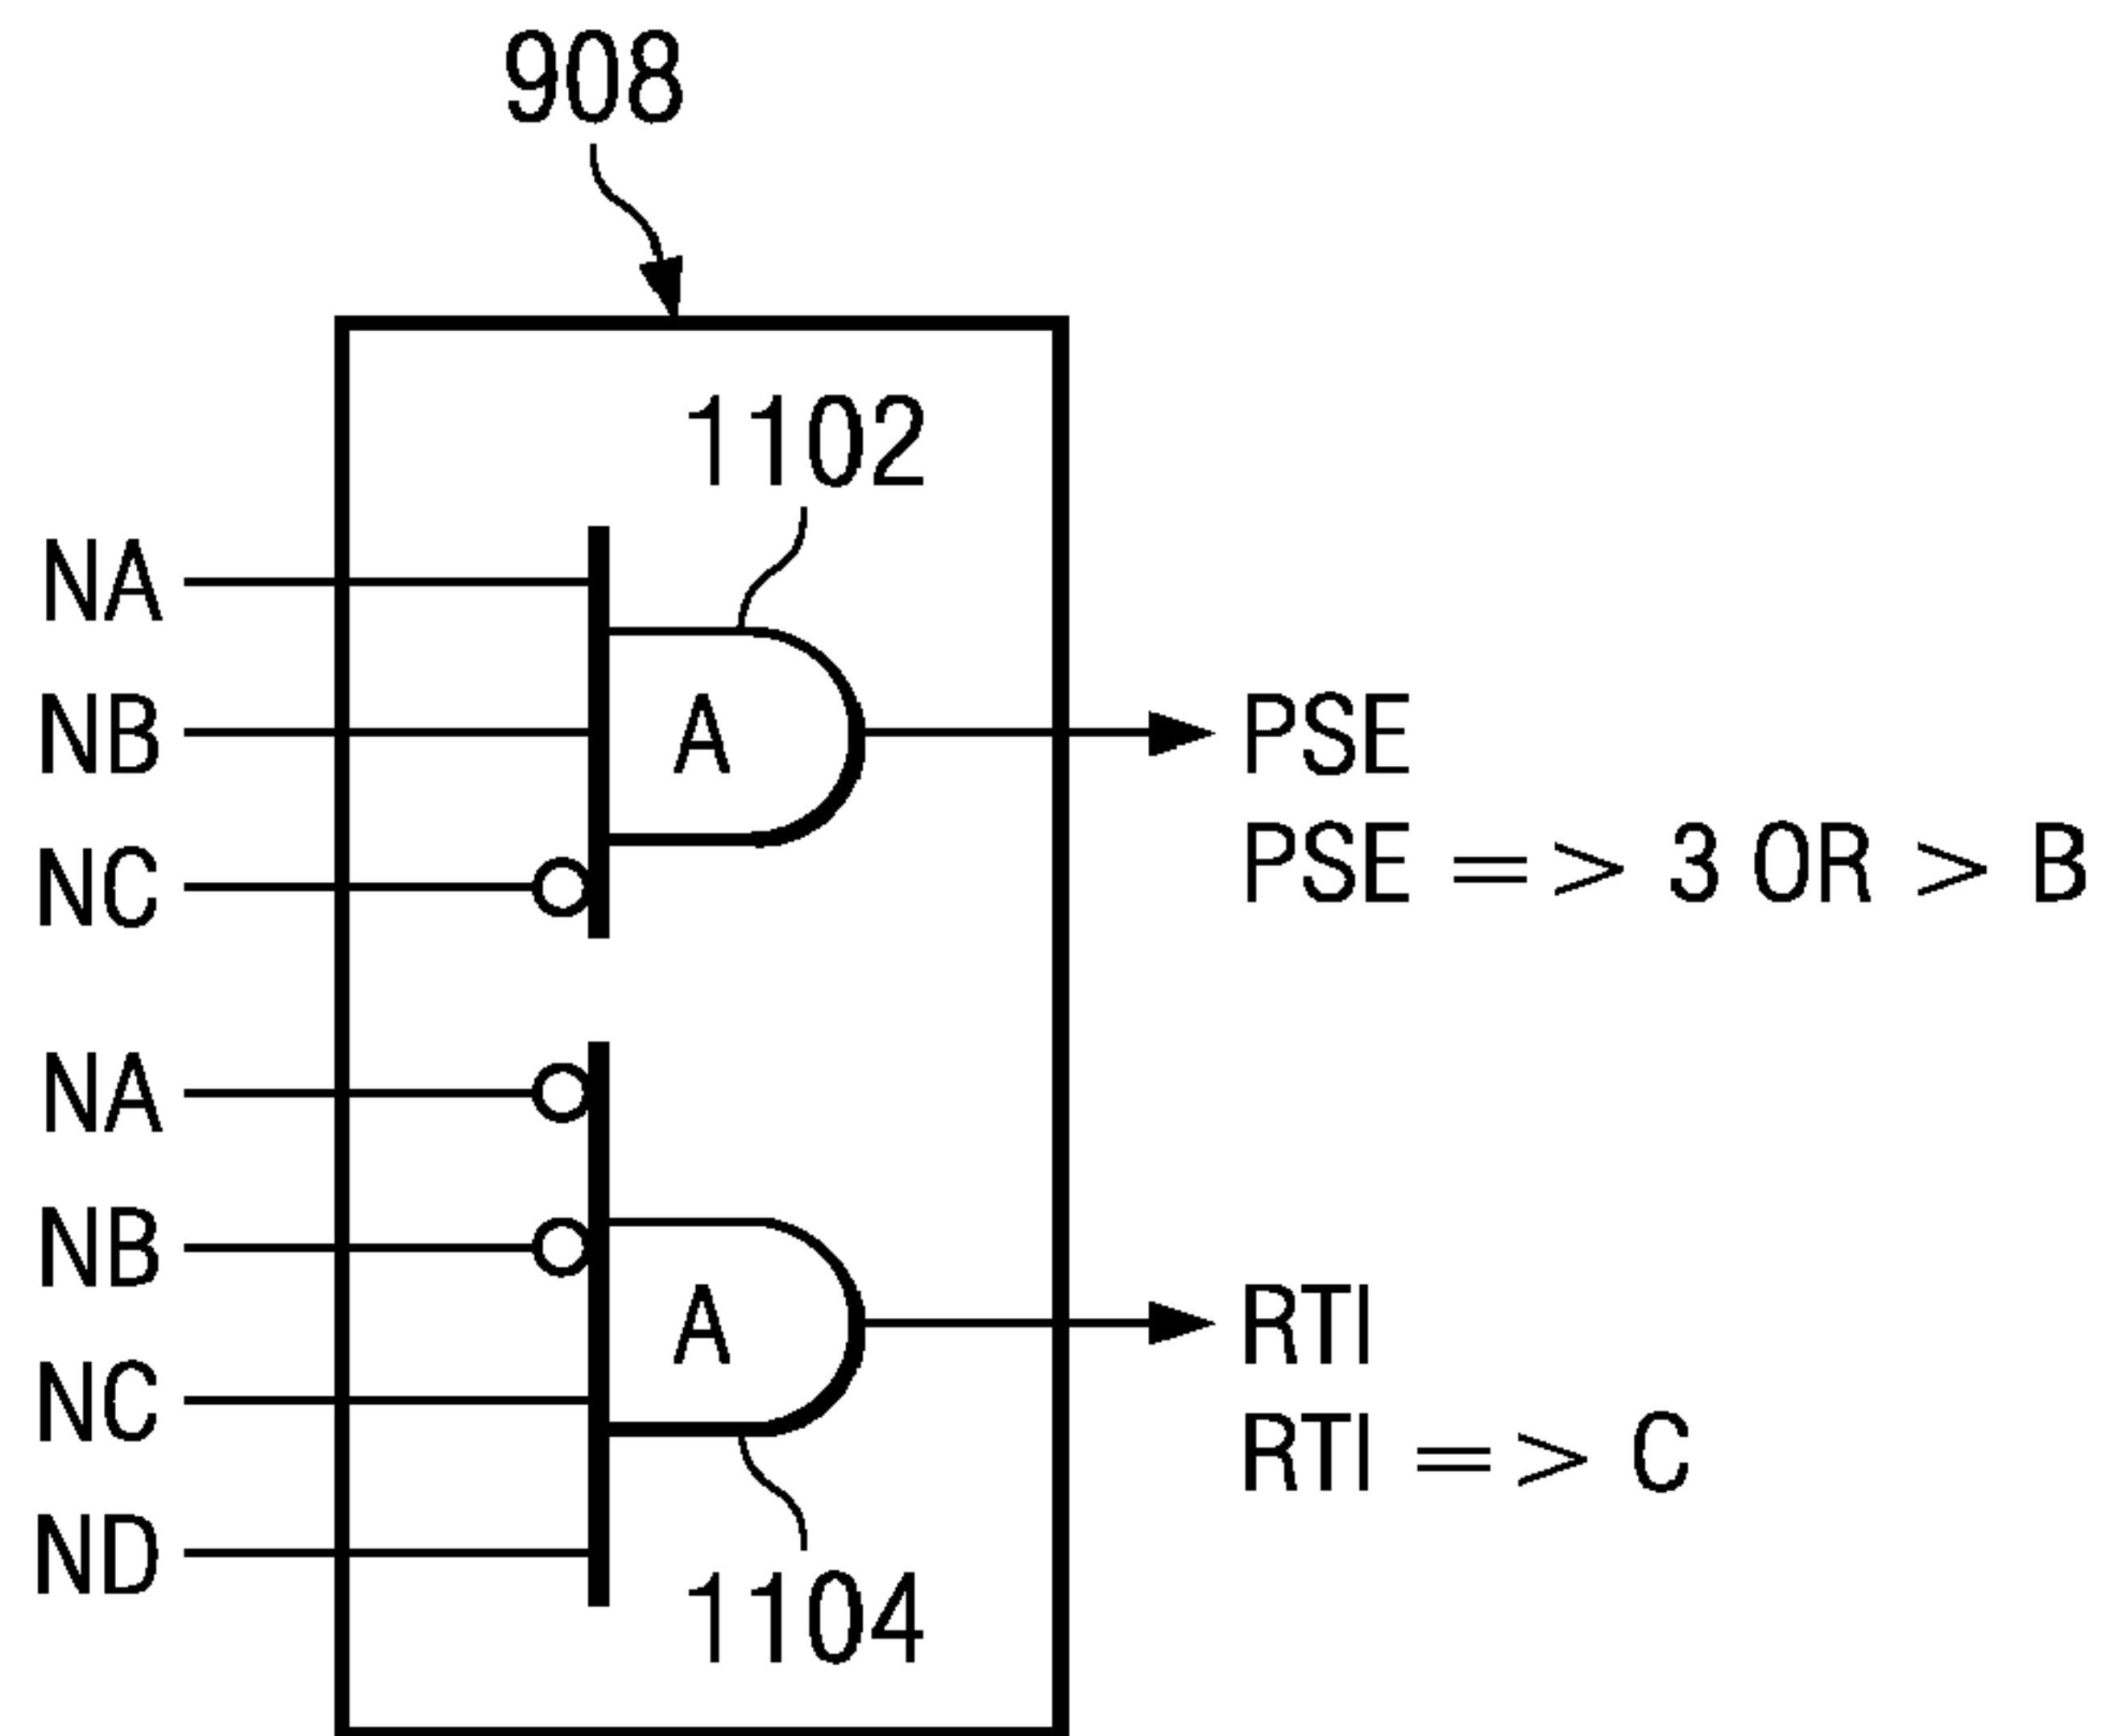 908
1102
NA
NB
NC
A
PSE
PSE => 3 OR > B
NA
NB
NC
ND
A
RTI
RTI => C
1104